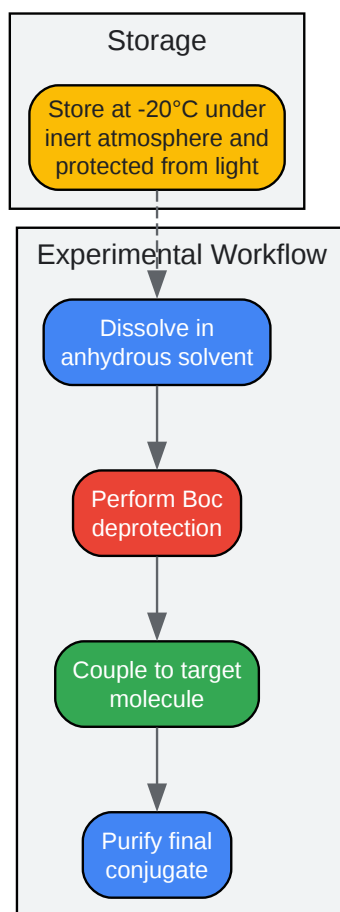 Storage
Store at -20°C under
inert atmosphere and
protected from light
Experimental Workflow
Dissolve in
anhydrous solvent
Perform Boc
deprotection
Couple to target
molecule
Purify final
conjugate